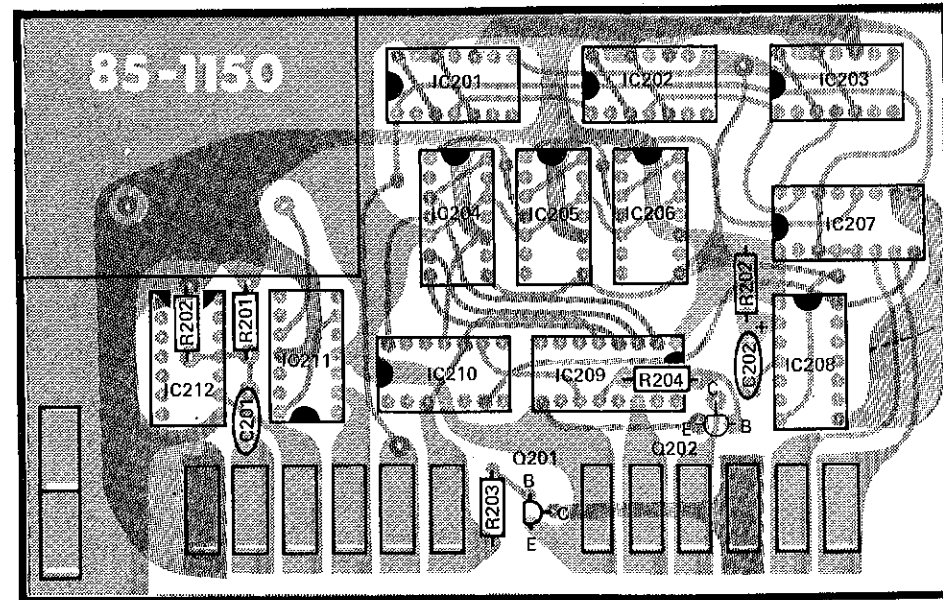 85-1150
IC201
IC202
IC203
IC204
IC205
IC206
IC207
R202
R202
R201
+
IC212
IC211
IC210
IC209
R204
C202
IC208
C201
C
E
B
Q201
Q202
B
R203
C
E